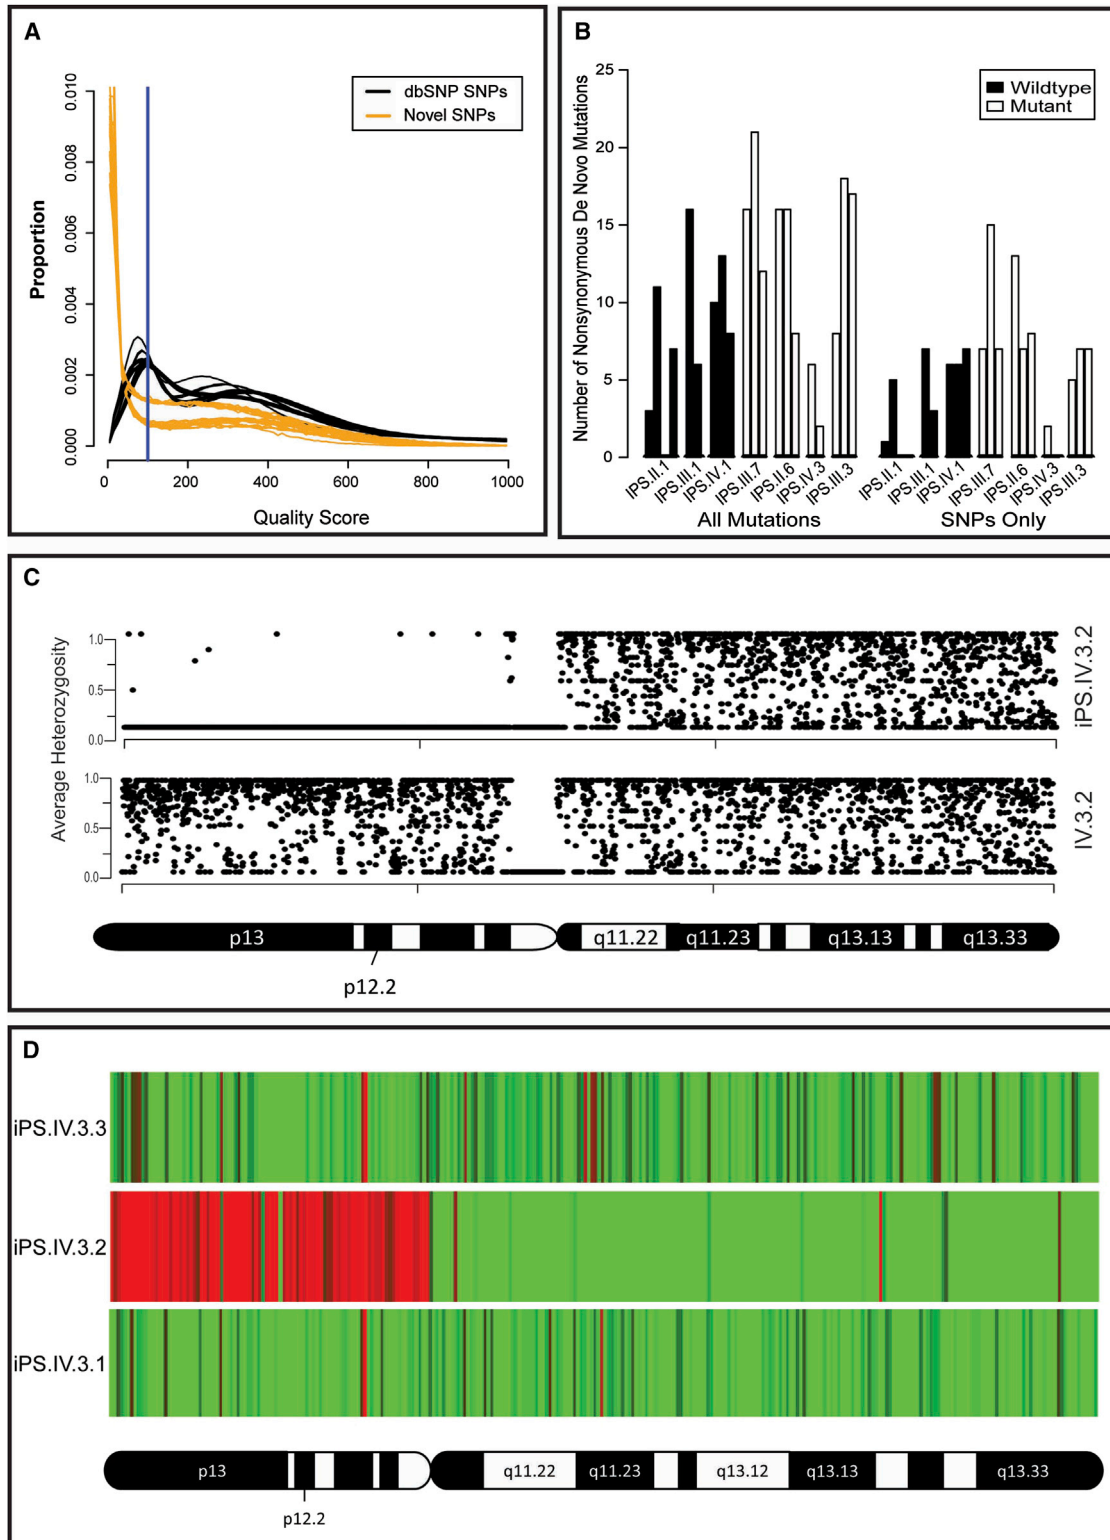 A
dbSNP SNPs
Novel SNPs
Proportion
0.010
0.008
0.006
0.004
0.002
0.000
0
200
400
600
800
1000
Quality Score
B
Wildtype
Mutant
Number of Nonsynonymous De Novo Mutations
25
20
15
10
5
0
IPS.II.1
IPS.III.1
IPS.IV.1
IPS.III.7
IPS.II.6
IPS.IV.3
IPS.III.3
IPS.II.1
IPS.III.1
IPS.IV.1
IPS.III.7
IPS.II.6
IPS.IV.3
IPS.III.3
All Mutations
SNPs Only
C
Average Heterozygosity
1.0
0.5
0.0
iPS.IV.3.2
1.0
0.5
0.0
IV.3.2
p13
q11.22
q11.23
q13.13
q13.33
p12.2
D
iPS.IV.3.3
iPS.IV.3.2
iPS.IV.3.1
p13
q11.22
q11.23
q13.12
q13.13
q13.33
p12.2